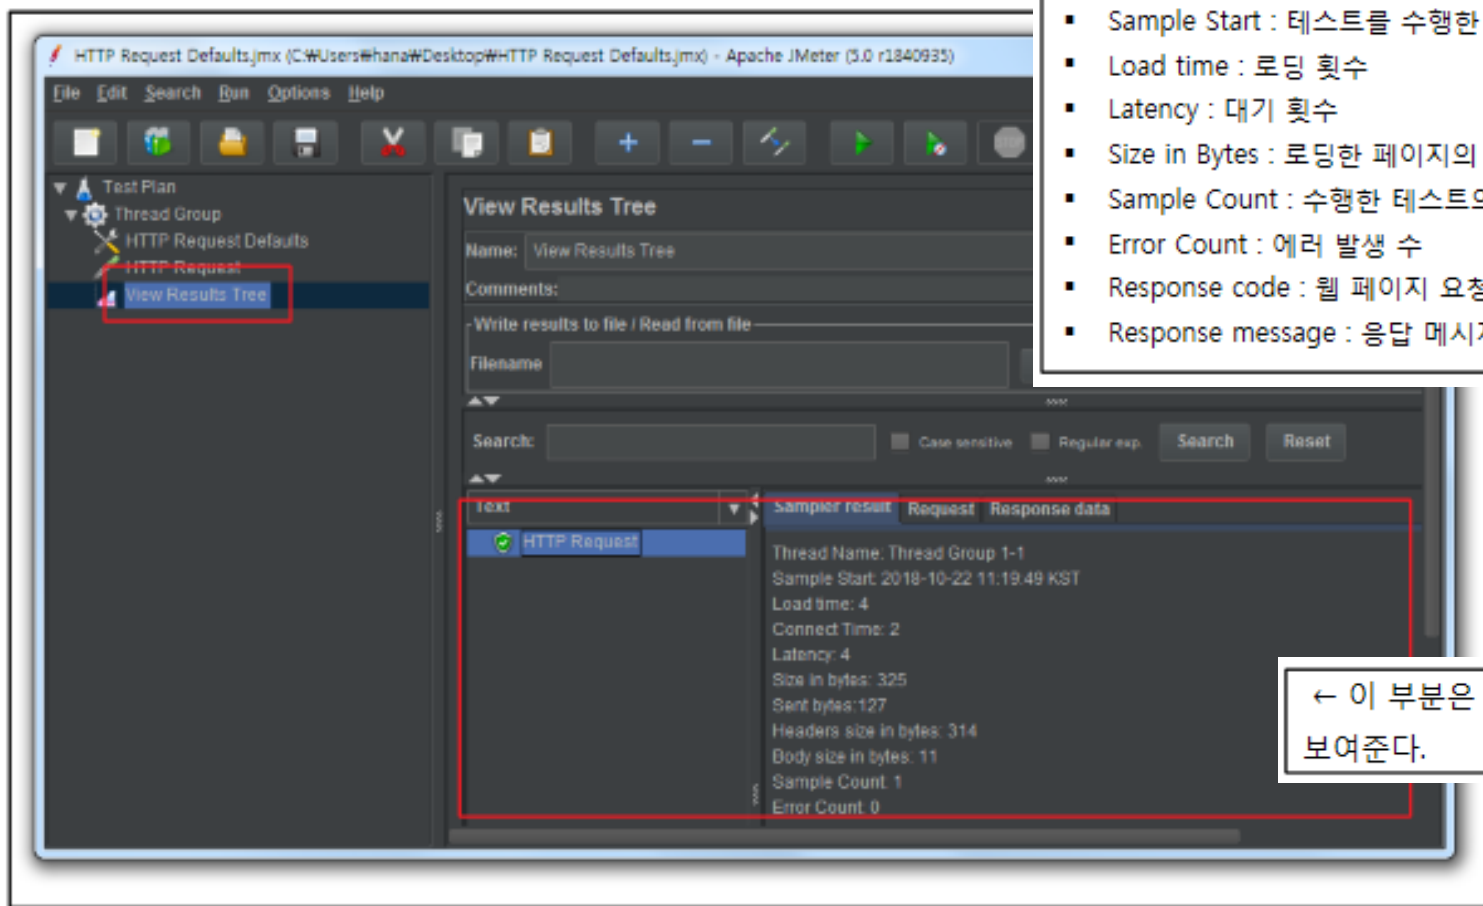 HTTP Request Defaults.jmx (C:₩Users₩hana₩Desktop₩HTTP Request Defaults.jmx) - Apache JMeter (5.0 r1840935)
File Edit Search Run Options Help
STOP
Test Plan
Thread Group
HTTP Request Defaults
HTTP Request
View Results Tree
View Results Tree
Name: View Results Tree
Comments:
Write results to file / Read from file
Filename
Search: Case sensitive Regular exp. Search Reset
Text
HTTP Request
Sampler result Request Response data
Thread Name: Thread Group 1-1
Sample Start: 2018-10-22 11:19:49 KST
Load time: 4
Connect Time: 2
Latency: 4
Size in bytes: 325
Sent bytes:127
Headers size in bytes: 314
Body size in bytes: 11
Sample Count: 1
Error Count: 0
▪ Sample Start : 테스트를 수행한
▪ Load time : 로딩 횟수
▪ Latency : 대기 횟수
▪ Size in Bytes : 로딩한 페이지의
▪ Sample Count : 수행한 테스트의
▪ Error Count : 에러 발생 수
▪ Response code : 웹 페이지 요청
▪ Response message : 응답 메시지
← 이 부분은
보여준다.